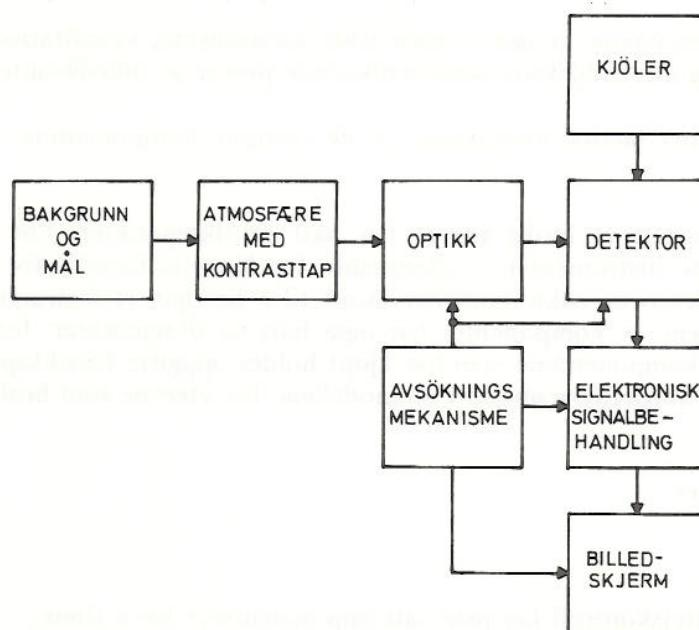 KJÖLER
BAKGRUNN
OG
MÅL
ATMOSFÆRE
MED
KONTRASTTAP
OPTIKK
DETEKTOR
AVSÖKNINGS
MEKANISME
ELEKTRONISK
SIGNALBE-
HANDLING
BILLED-
SKJERM